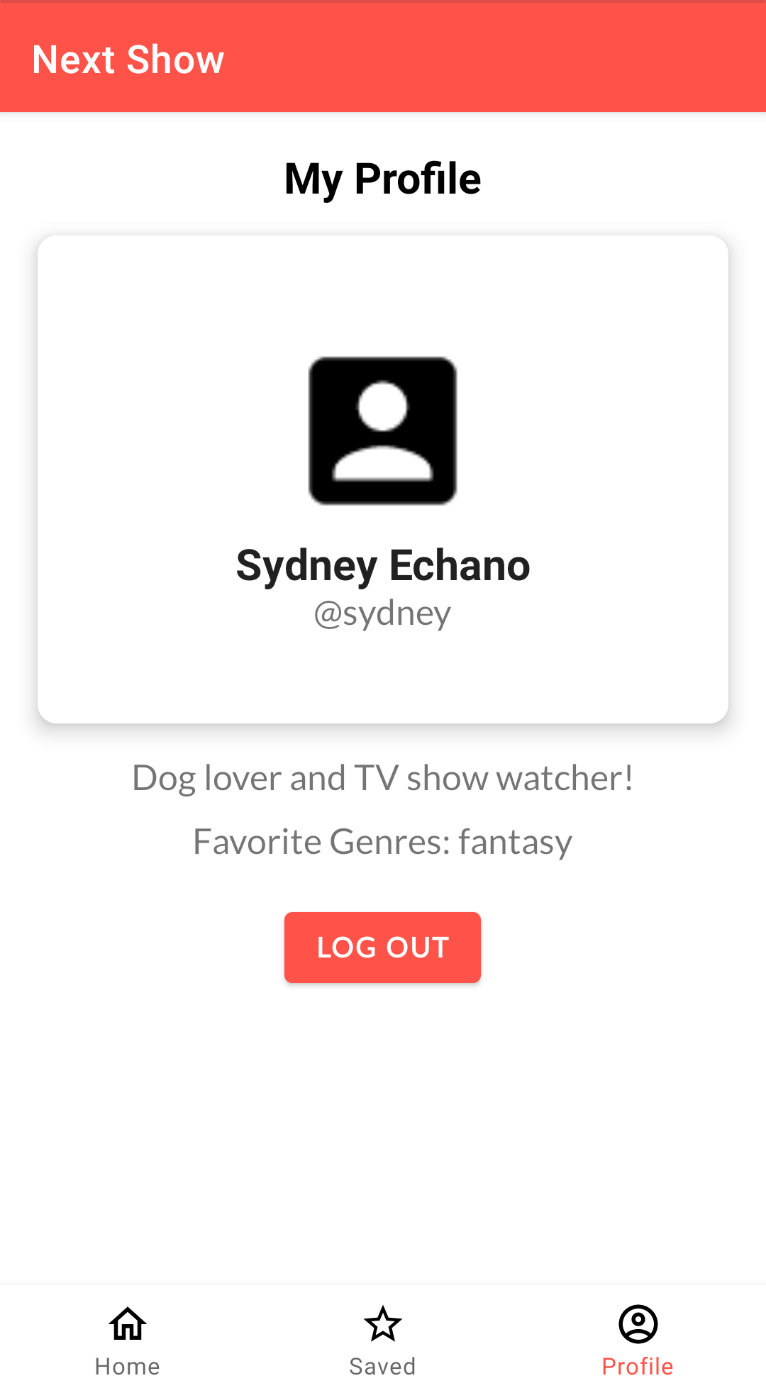 Next Show
My Profile
Sydney Echano
@sydney
Dog lover and TV show watcher!
Favorite Genres: fantasy
LOG OUT
Home
Saved
Profile